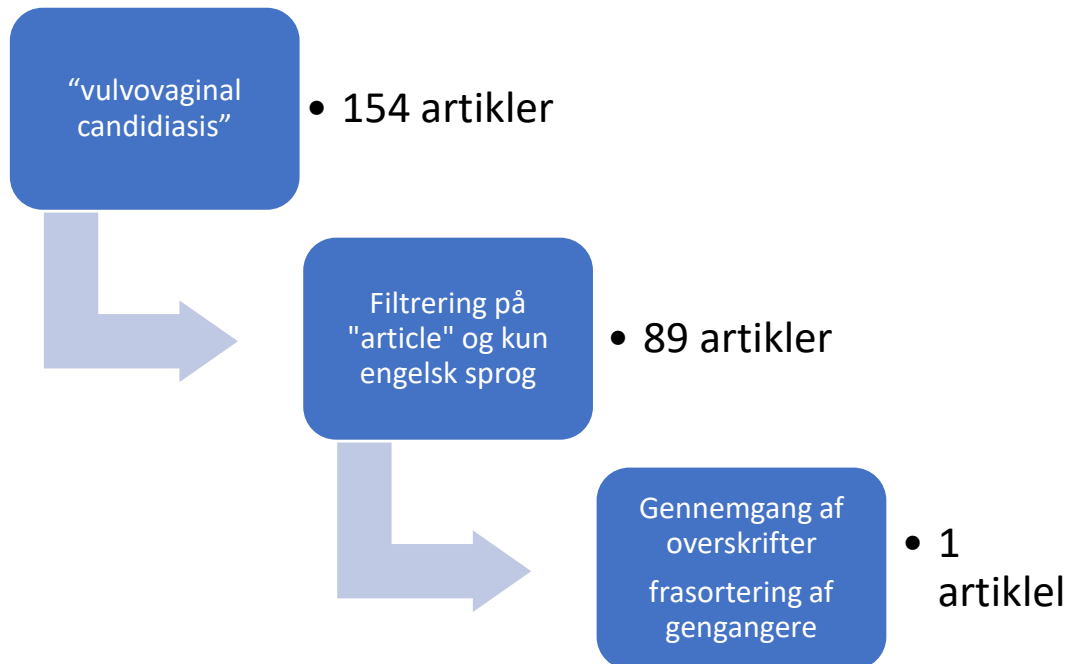 “vulvovaginal
candidiasis”
• 154 artikler
Filtrering på
"article" og kun
engelsk sprog
• 89 artikler
Gennemgang af
overskrifter
frasortering af
gengangere
• 1
artiklel